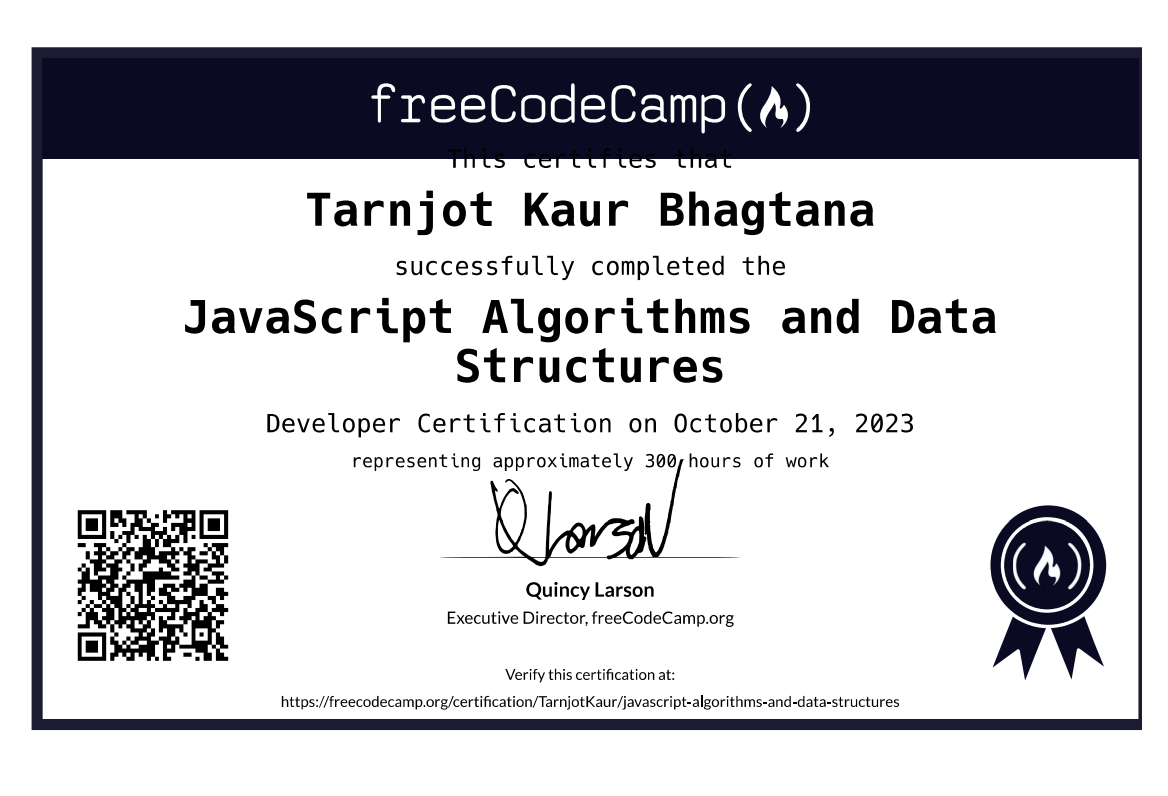 freeCodeCamp(🔥)
This certifies that
Tarnjot Kaur Bhagtana
successfully completed the
JavaScript Algorithms and Data
Structures
Developer Certification on October 21, 2023
representing approximately 300 hours of work
Q Larson
Quincy Larson
Executive Director, freeCodeCamp.org
Verify this certification at:
https://freecodecamp.org/certification/TarnjotKaur/javascript-algorithms-and-data-structures